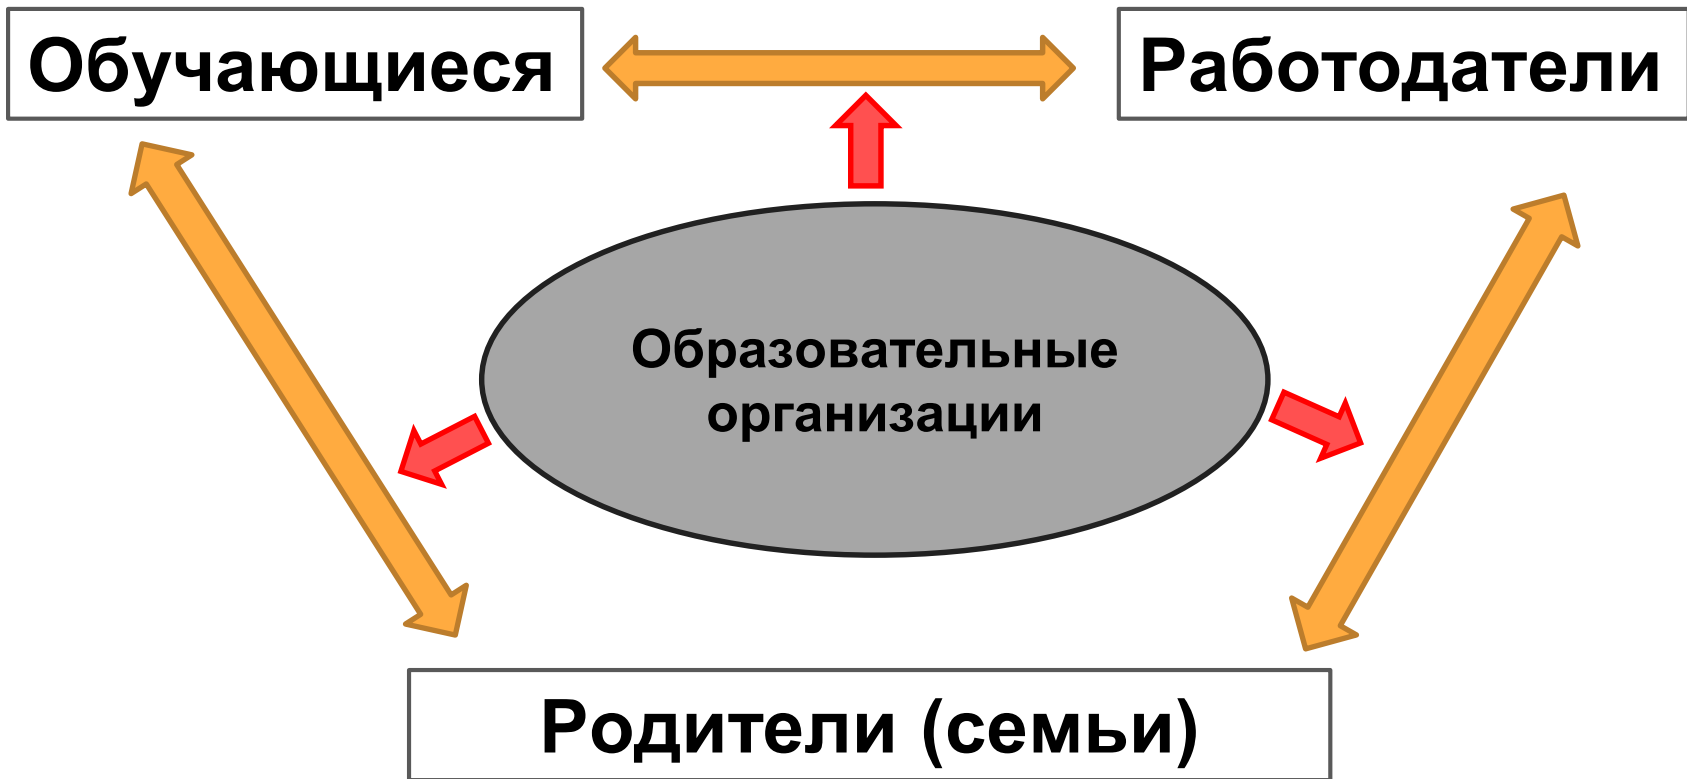 Обучающиеся
Работодатели
Образовательные
организации
Родители (семьи)